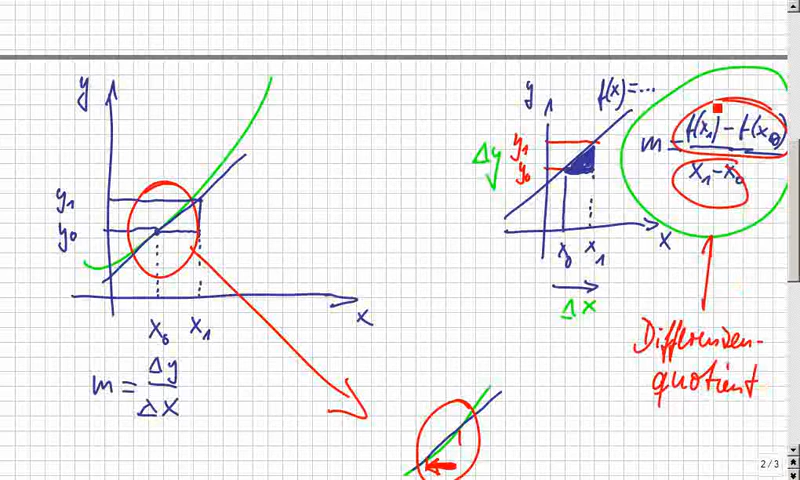 y
y1
y0
x0 x1
x
m = Δy/Δx
y
f(x)=...
Δy
y1
y0
x0 x1
x
Δx
m = f(x1) - f(x0)
x1 - x0
Differenzen-
quotient
2/3